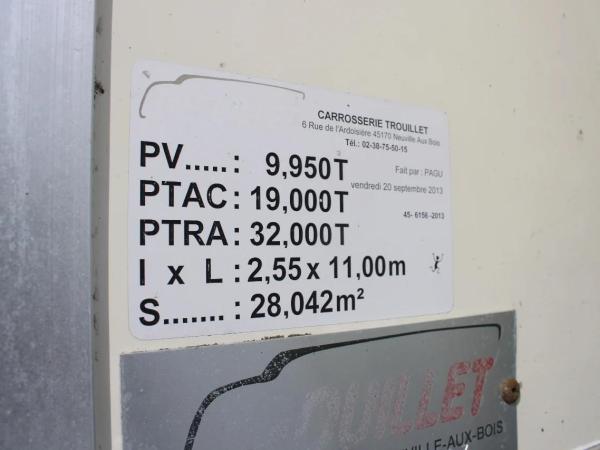 CARROSSERIE TROUILLET
6 Rue de l'Ardoisière 45170 Neuville Aux Bois
Tél.: 02-38-75-50-15
PV.....: 9,950T
Fait par : PAGU
vendredi 20 septembre 2013
PTAC: 19,000T
45- 6156 -2013
PTRA: 32,000T
l x L: 2,55 x 11,00m
S.......: 28,042m²
OUILLET
VILLE-AUX-BOIS